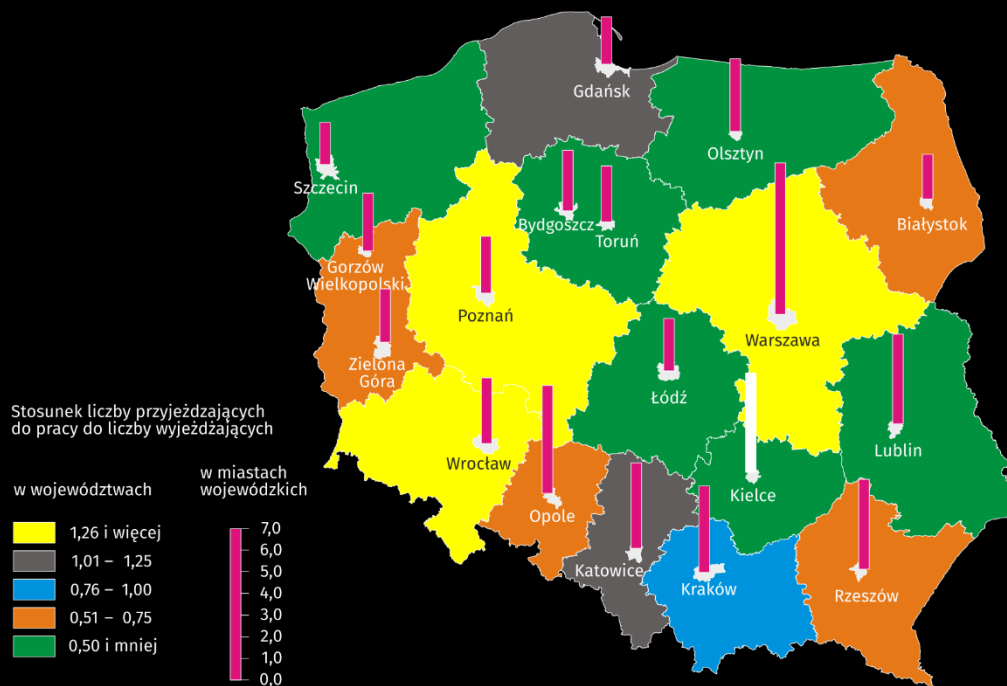 Gdańsk
Olsztyn
Szczecin
Bydgoszcz
Toruń
Białystok
Gorzów
Wielkopolski
Poznań
Warszawa
Zielona
Góra
Łódź
Lublin
Wrocław
Kielce
Opole
Katowice
Kraków
Rzeszów
Stosunek liczby przyjeżdzających
do pracy do liczby wyjeżdżających
w województwach
1,26 i więcej
1,01 – 1,25
0,76 – 1,00
0,51 – 0,75
0,50 i mniej
w miastach
wojewódzkich
7,0
6,0
5,0
4,0
3,0
2,0
1,0
0,0